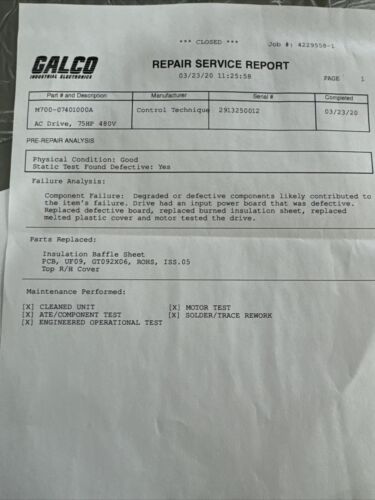 *** CLOSED ***
Job #: 4229558-1
GALCO
INDUSTRIAL ELECTRONICS
REPAIR SERVICE REPORT
03/23/20 11:25:58
PAGE 1
Part # and Description Manufacturer Serial # Completed
M700-07401000A Control Technique 2913250012 03/23/20
AC Drive, 75HP 480V
PRE-REPAIR ANALYSIS
Physical Condition: Good
Static Test Found Defective: Yes
Failure Analysis:
Component Failure: Degraded or defective components likely contributed to
the item's failure. Drive had an input power board that was defective.
Replaced defective board, replaced burned insulation sheet, replaced
melted plastic cover and motor tested the drive.
Parts Replaced:
Insulation Baffle Sheet
PCB, UF09, GT092X06, ROHS, ISS.05
Top R/H Cover
Maintenance Performed:
[X] CLEANED UNIT [X] MOTOR TEST
[X] ATE/COMPONENT TEST [X] SOLDER/TRACE REWORK
[X] ENGINEERED OPERATIONAL TEST